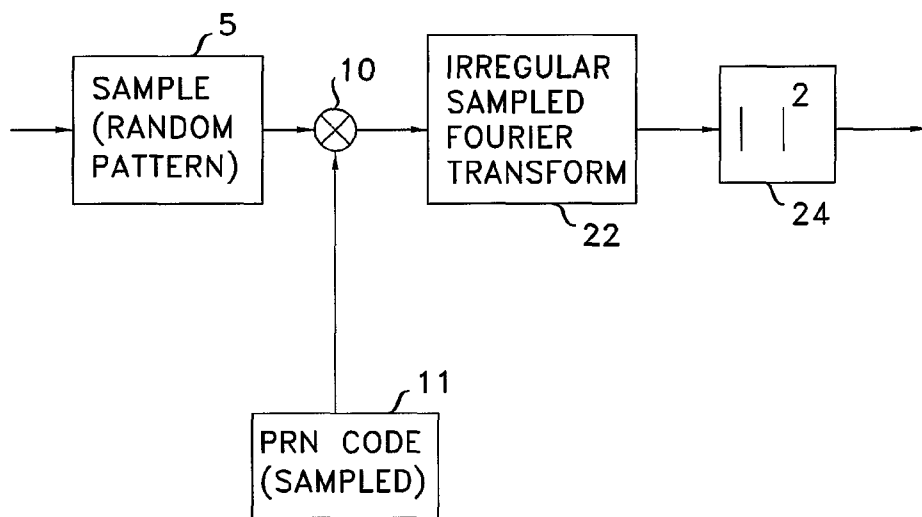 5
SAMPLE
(RANDOM
PATTERN)
10
IRREGULAR
SAMPLED
FOURIER
TRANSFORM
22
| |2
24
11
PRN CODE
(SAMPLED)